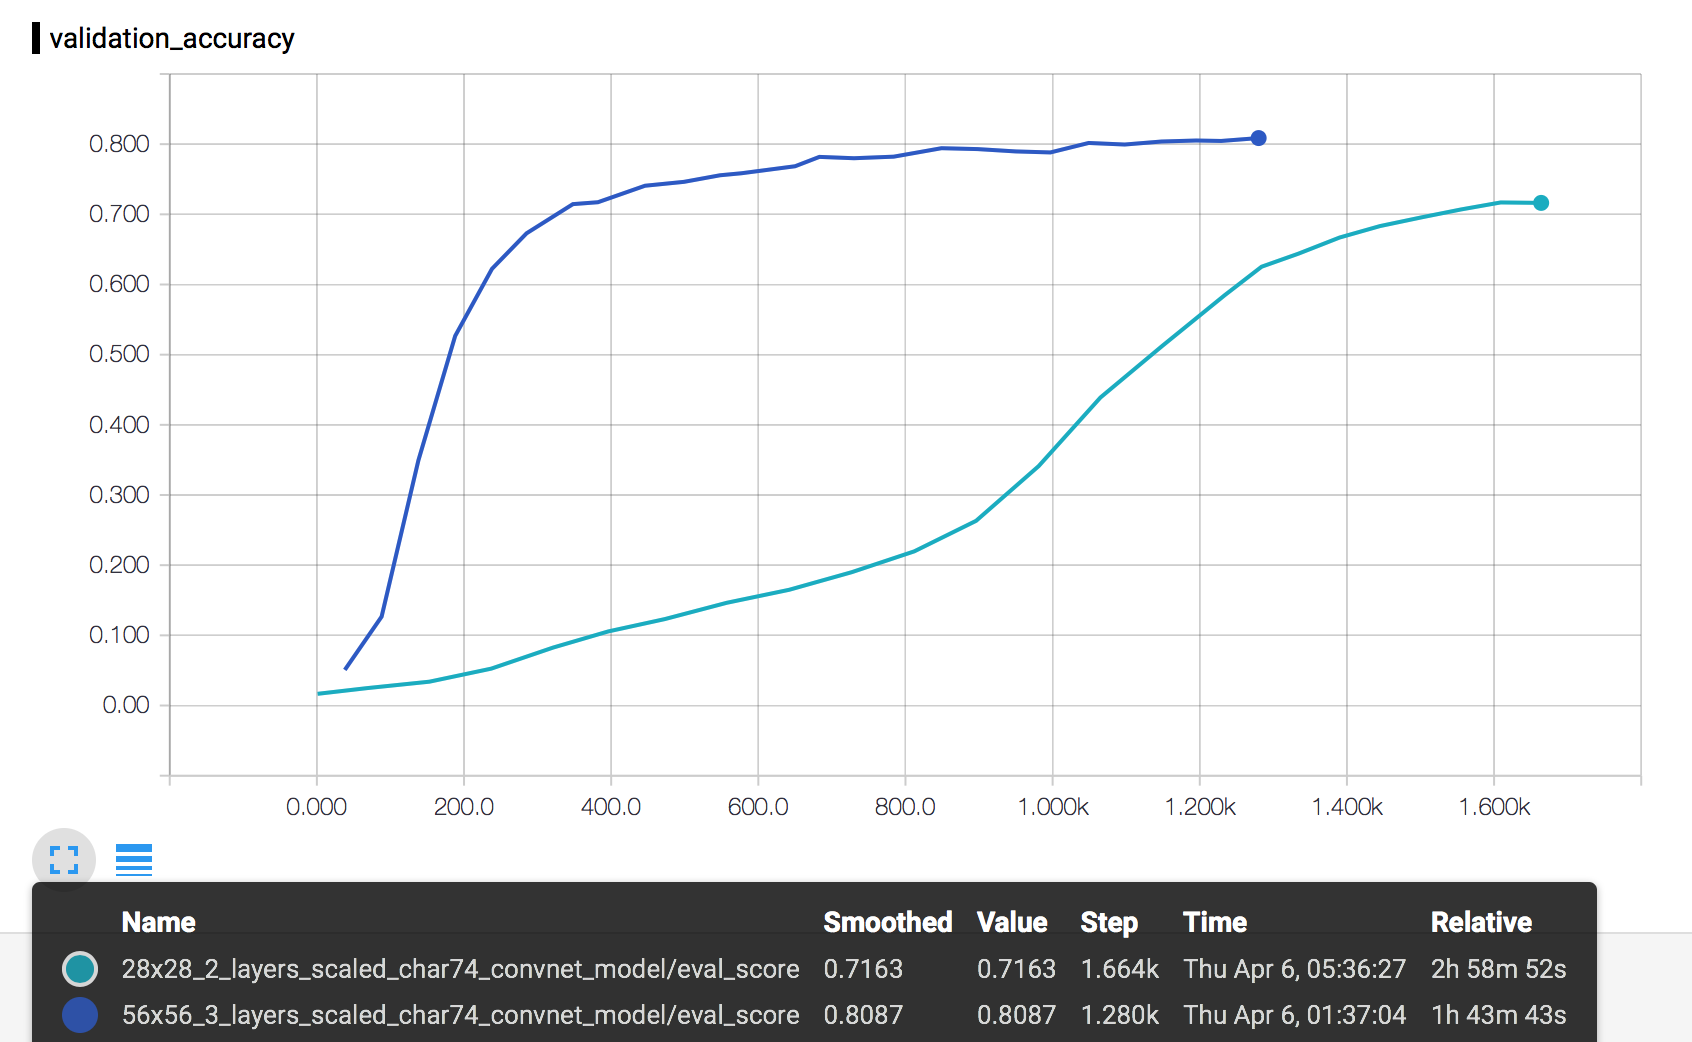 validation_accuracy
0.800
0.700
0.600
0.500
0.400
0.300
0.200
0.100
0.00
0.000 200.0 400.0 600.0 800.0 1.000k 1.200k 1.400k 1.600k
Name Smoothed Value Step Time Relative
28x28_2_layers_scaled_char74_convnet_model/eval_score 0.7163 0.7163 1.664k Thu Apr 6, 05:36:27 2h 58m 52s
56x56_3_layers_scaled_char74_convnet_model/eval_score 0.8087 0.8087 1.280k Thu Apr 6, 01:37:04 1h 43m 43s